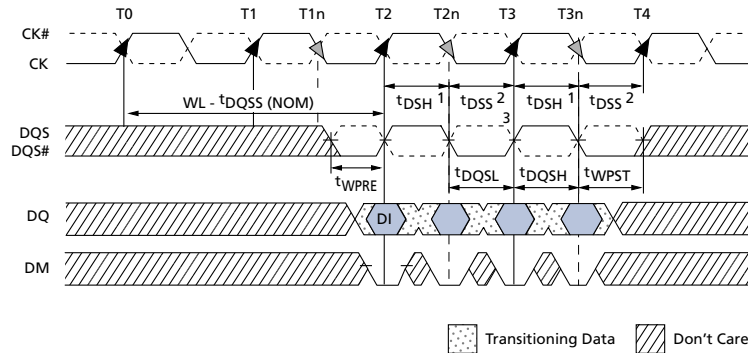 T0 T1 T1n T2 T2n T3 T3n T4
CK#
CK
tDSH 1 tDSS 2 tDSH 1 tDSS 2
WL - tDQSS (NOM)
3
DQS
DQS#
tWPRE
tDQSL tDQSH tWPST
DQ
DI
DM
Transitioning Data
Don't Care